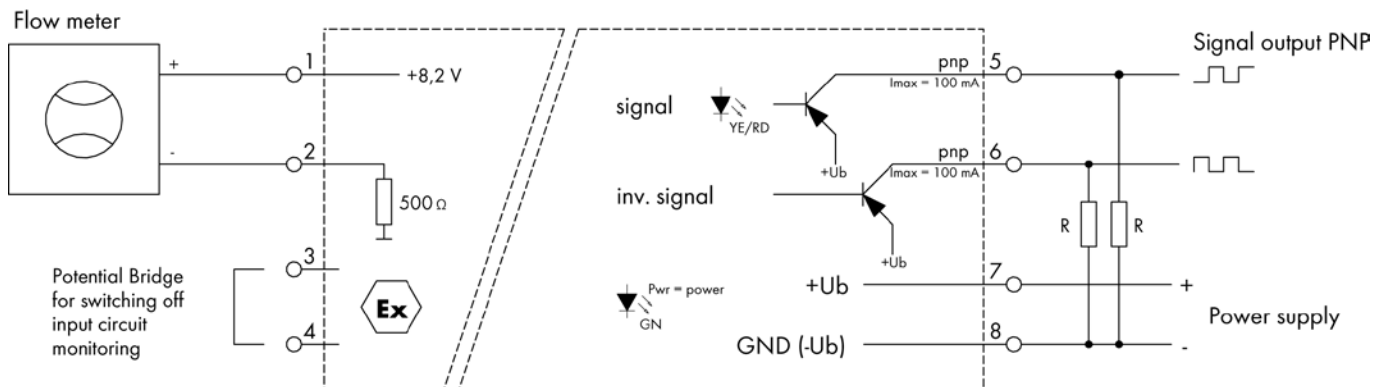 Flow meter
+
1
+8,2 V
-
2
500 Ω
Potential Bridge
for switching off
input circuit
monitoring
3
4
Ex
signal
YE/RD
pnp
Imax = 100 mA
5
+Ub
inv. signal
pnp
Imax = 100 mA
6
+Ub
Pwr = power
GN
+Ub
7
GND (-Ub)
8
R
R
Signal output PNP
+
Power supply
-